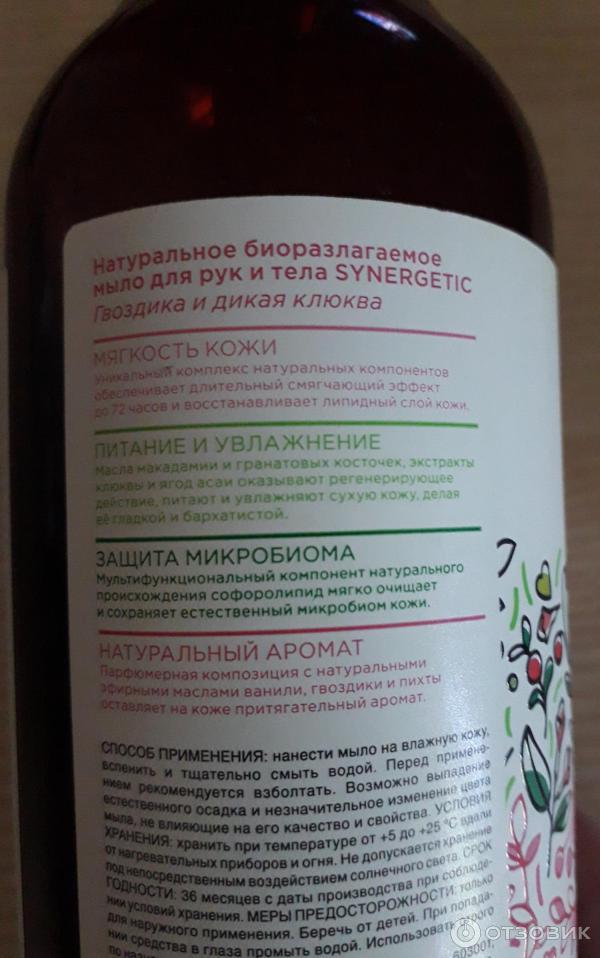 Натуральное биоразлагаемое
мыло для рук и тела SYNERGETIC
Гвоздика и дикая клюква
МЯГКОСТЬ КОЖИ
Уникальный комплекс натуральных компонентов
обеспечивает длительный смягчающий эффект
до 72 часов и восстанавливает липидный слой кожи.
ПИТАНИЕ И УВЛАЖНЕНИЕ
Масла макадамии и гранатовых косточек, экстракты
клюквы и ягод асаи оказывают регенерирующее
действие, питают и увлажняют сухую кожу, делая
её гладкой и бархатистой.
ЗАЩИТА МИКРОБИОМА
Мультифункциональный компонент натурального
происхождения софоролипид мягко очищает
и сохраняет естественный микробиом кожи.
НАТУРАЛЬНЫЙ АРОМАТ
Парфюмерная композиция с натуральными
эфирными маслами ванили, гвоздики и пихты
оставляет на коже притягательный аромат.
СПОСОБ ПРИМЕНЕНИЯ: нанести мыло на влажную кожу,
вспенить и тщательно смыть водой. Перед примене-
нием рекомендуется взболтать. Возможно выпадение
естественного осадка и незначительное изменение цвета
мыла, не влияющие на его качество и свойства. УСЛОВИЯ
ХРАНЕНИЯ: хранить при температуре от +5 до +25 °C вдали
от нагревательных приборов и огня. Не допускается хранение
под непосредственным воздействием солнечного света. СРОК
ГОДНОСТИ: 36 месяцев с даты производства при соблюде-
нии условий хранения. МЕРЫ ПРЕДОСТОРОЖНОСТИ: только
для наружного применения. Беречь от детей. При попада-
нии средства в глаза промыть водой. Использовать строго
по 603001,
ОТЗОВИК